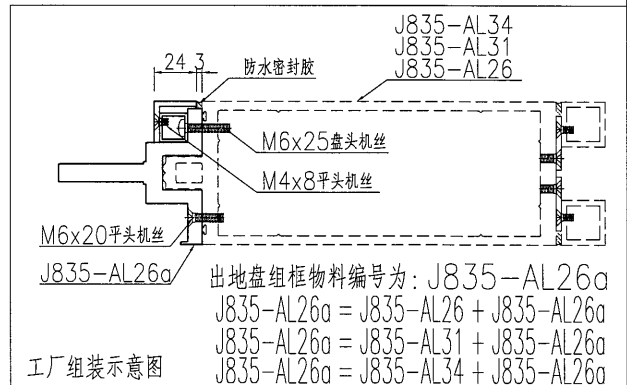 J835-AL34
J835-AL31
J835-AL26
24 3
防水密封胶
M6x25盘头机丝
M4x8平头机丝
M6x20平头机丝
J835-AL26a
出地盘组框物料编号为: J835-AL26a
J835-AL26a = J835-AL26 + J835-AL26a
J835-AL26a = J835-AL31 + J835-AL26a
J835-AL26a = J835-AL34 + J835-AL26a
工厂组装示意图